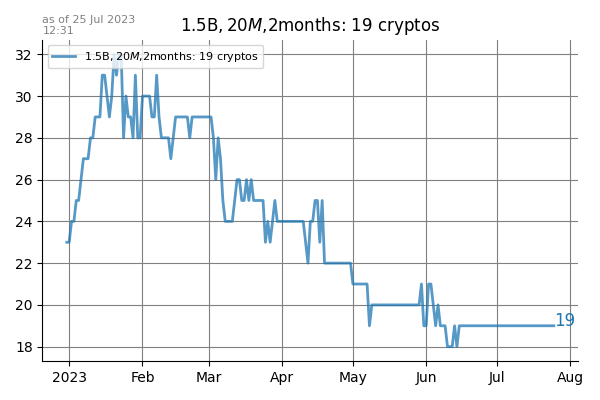 as of 25 Jul 2023
12:31
1.5B, 20M,2months: 19 cryptos
1.5B, 20M,2months: 19 cryptos
32
30
28
26
24
22
20
18
19
2023 Feb Mar Apr May Jun Jul Aug